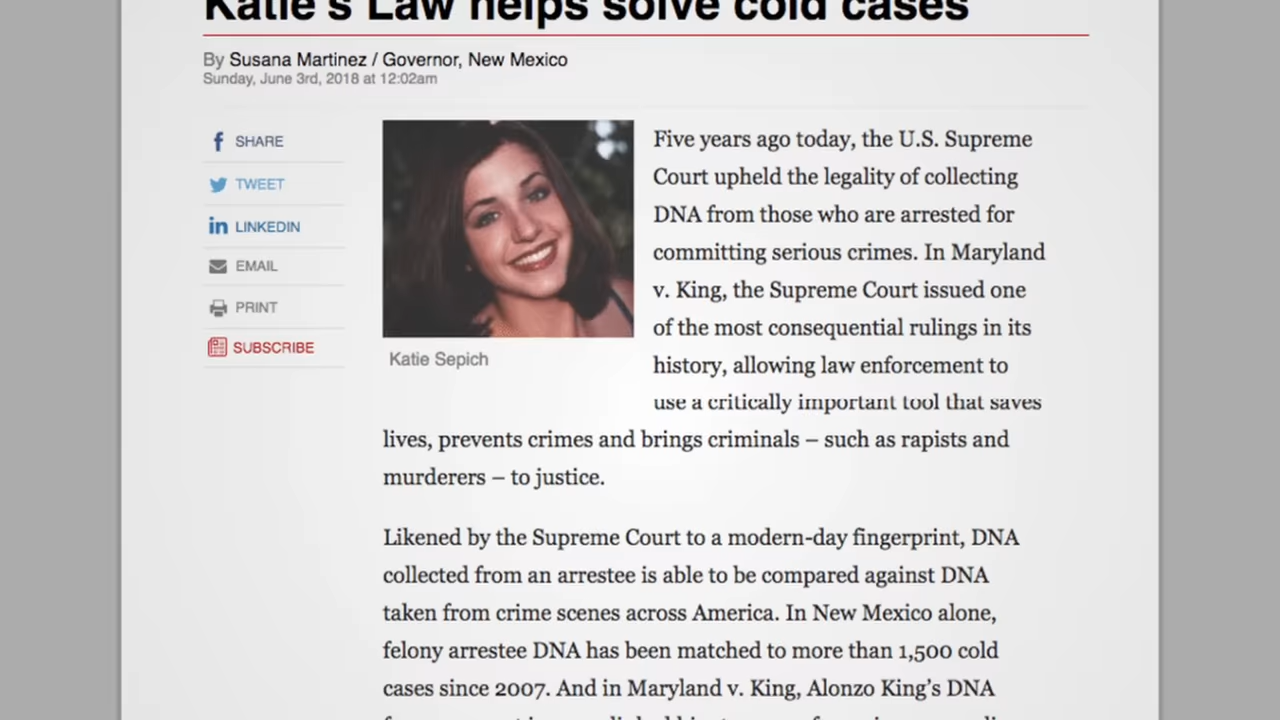 Katie's Law helps solve cold cases
By Susana Martinez / Governor, New Mexico
Sunday, June 3rd, 2018 at 12:02am
SHARE
TWEET
LINKEDIN
EMAIL
PRINT
SUBSCRIBE
Katie Sepich
Five years ago today, the U.S. Supreme
Court upheld the legality of collecting
DNA from those who are arrested for
committing serious crimes. In Maryland
v. King, the Supreme Court issued one
of the most consequential rulings in its
history, allowing law enforcement to
use a critically important tool that saves
lives, prevents crimes and brings criminals – such as rapists and
murderers – to justice.
Likened by the Supreme Court to a modern-day fingerprint, DNA
collected from an arrestee is able to be compared against DNA
taken from crime scenes across America. In New Mexico alone,
felony arrestee DNA has been matched to more than 1,500 cold
cases since 2007. And in Maryland v. King, Alonzo King's DNA